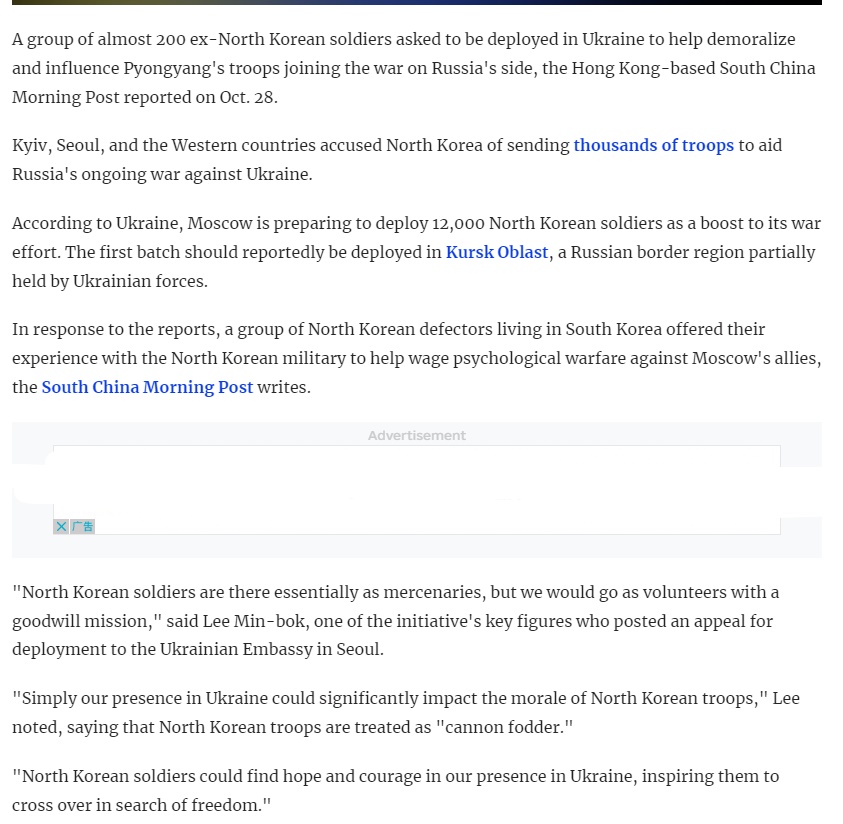 A group of almost 200 ex-North Korean soldiers asked to be deployed in Ukraine to help demoralize
and influence Pyongyang's troops joining the war on Russia's side, the Hong Kong-based South China
Morning Post reported on Oct. 28.
Kyiv, Seoul, and the Western countries accused North Korea of sending thousands of troops to aid
Russia's ongoing war against Ukraine.
According to Ukraine, Moscow is preparing to deploy 12,000 North Korean soldiers as a boost to its war
effort. The first batch should reportedly be deployed in Kursk Oblast, a Russian border region partially
held by Ukrainian forces.
In response to the reports, a group of North Korean defectors living in South Korea offered their
experience with the North Korean military to help wage psychological warfare against Moscow's allies,
the South China Morning Post writes.
Advertisement
广告
"North Korean soldiers are there essentially as mercenaries, but we would go as volunteers with a
goodwill mission," said Lee Min-bok, one of the initiative's key figures who posted an appeal for
deployment to the Ukrainian Embassy in Seoul.
"Simply our presence in Ukraine could significantly impact the morale of North Korean troops," Lee
noted, saying that North Korean troops are treated as "cannon fodder."
"North Korean soldiers could find hope and courage in our presence in Ukraine, inspiring them to
cross over in search of freedom."